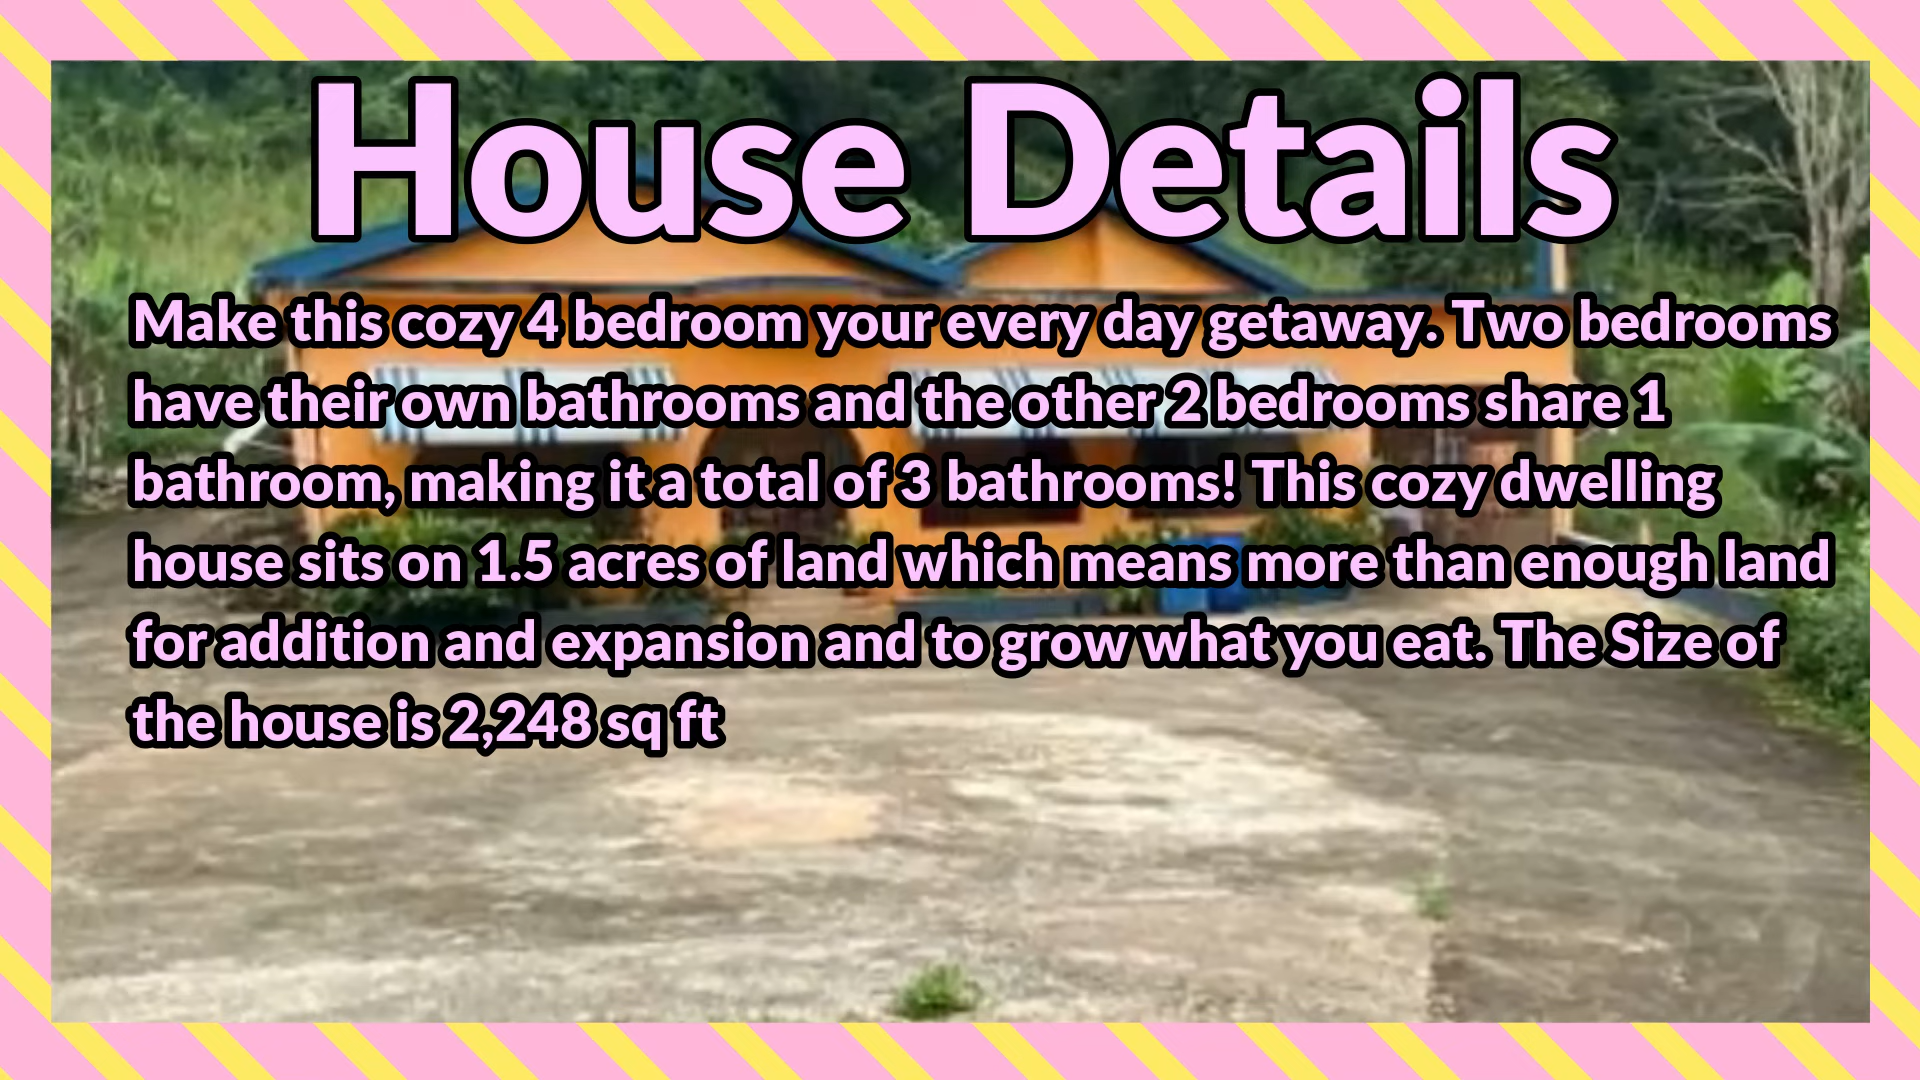 House Details
Make this cozy 4 bedroom your every day getaway. Two bedrooms
have their own bathrooms and the other 2 bedrooms share 1
bathroom, making it a total of 3 bathrooms! This cozy dwelling
house sits on 1.5 acres of land which means more than enough land
for addition and expansion and to grow what you eat. The Size of
the house is 2,248 sq ft